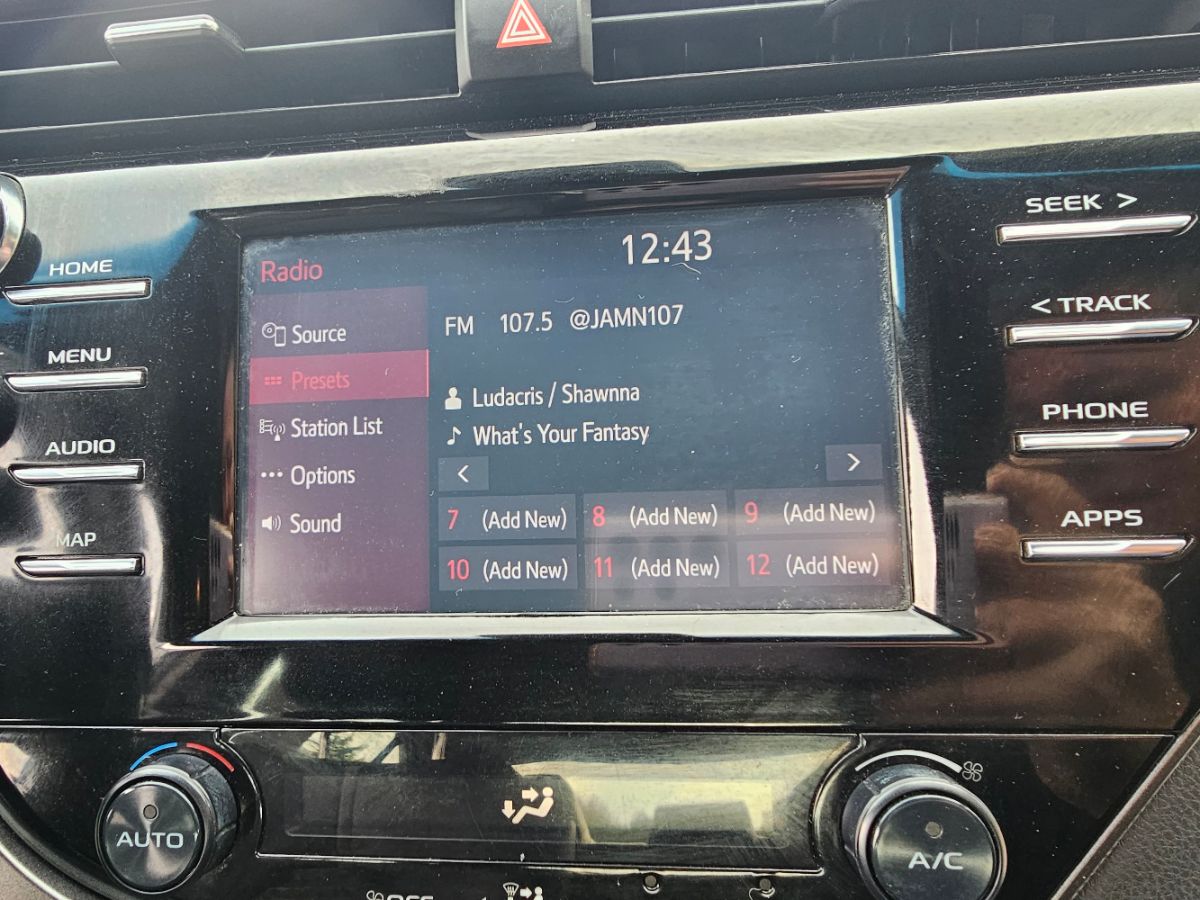 SEEK >
HOME
Radio
12:43
< TRACK
MENU
Source
FM 107.5 @JAMN107
Presets
Ludacris / Shawnna
PHONE
AUDIO
Station List
What's Your Fantasy
Options
< >
MAP
Sound
7 (Add New) 8 (Add New) 9 (Add New)
APPS
10 (Add New) 11 (Add New) 12 (Add New)
AUTO
A/C
OFF